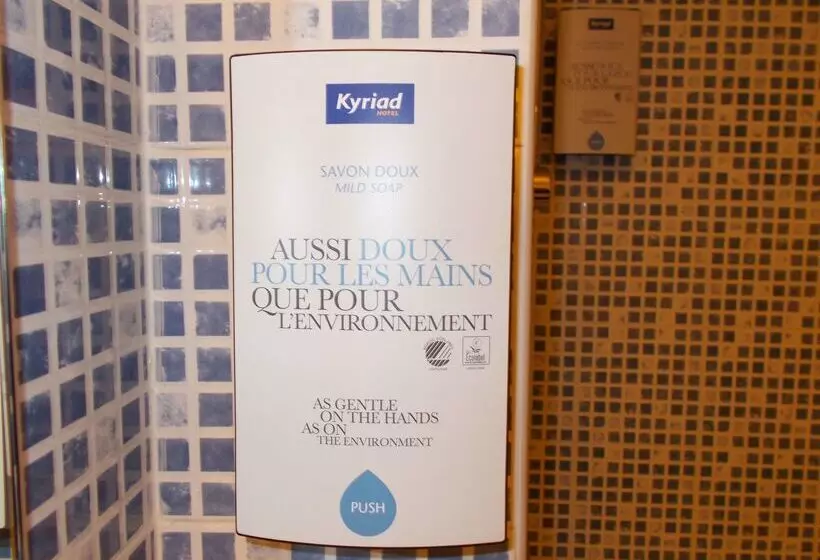 Kyriad
HOTEL
SAVON DOUX
MILD SOAP
AUSSI DOUX
POUR LES MAINS
QUE POUR
L'ENVIRONNEMENT
Ecolabel
AS GENTLE
ON THE HANDS
AS ON
THE ENVIRONMENT
PUSH
Kyriad